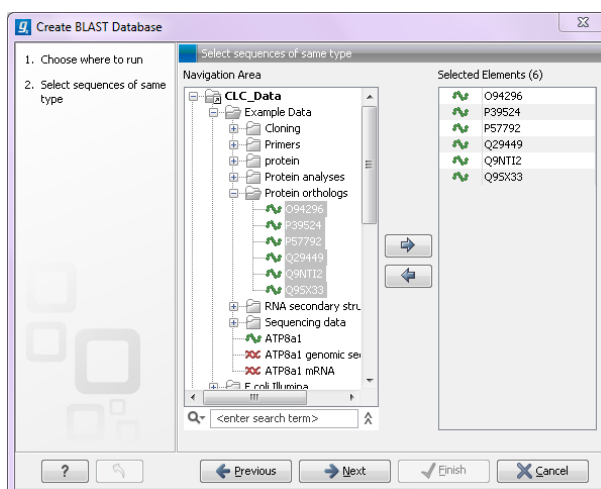 Create BLAST Database
1. Choose where to run
2. Select sequences of same
type
Select sequences of same type
Navigation Area
CLC_Data
Example Data
Cloning
Primers
protein
Protein analyses
Protein orthologs
O94296
P39524
P57792
Q29449
Q9NTI2
Q9SX33
RNA secondary stru
Sequencing data
ATP8a1
ATP8a1 genomic se
ATP8a1 mRNA
E coli Illumina
<enter search term>
Selected Elements (6)
O94296
P39524
P57792
Q29449
Q9NTI2
Q9SX33
?
Previous
Next
Finish
Cancel